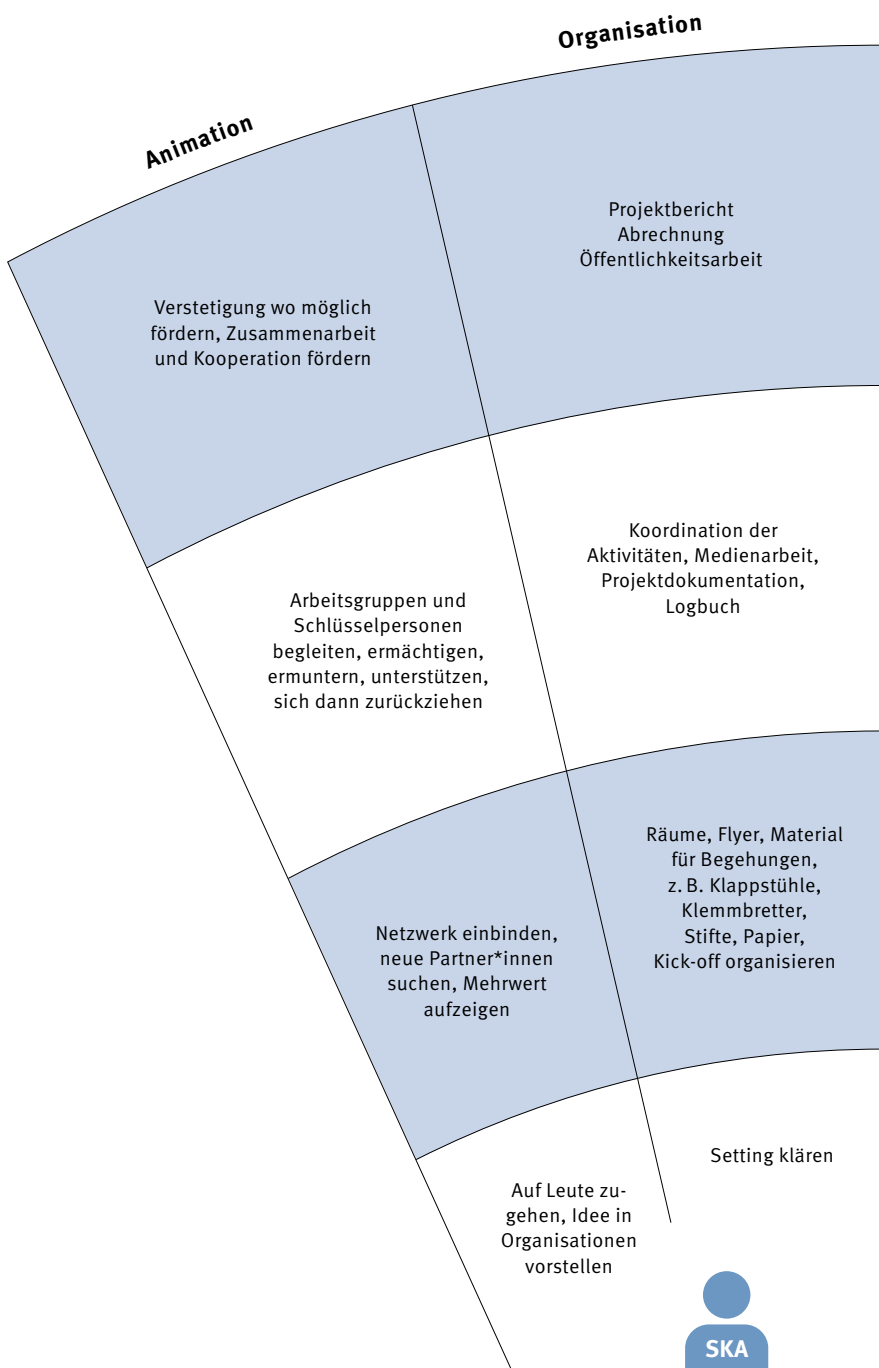 Organisation
Animation
Projektbericht
Abrechnung
Öffentlichkeitsarbeit
Verstetigung wo möglich
fördern, Zusammenarbeit
und Kooperation fördern
Koordination der
Aktivitäten, Medienarbeit,
Projektdokumentation,
Logbuch
Arbeitsgruppen und
Schlüsselpersonen
begleiten, ermächtigen,
ermuntern, unterstützen,
sich dann zurückziehen
Räume, Flyer, Material
für Begehungen,
z. B. Klappstühle,
Klemmbretter,
Stifte, Papier,
Kick-off organisieren
Netzwerk einbinden,
neue Partner*innen
suchen, Mehrwert
aufzeigen
Setting klären
Auf Leute zu-
gehen, Idee in
Organisationen
vorstellen
SKA